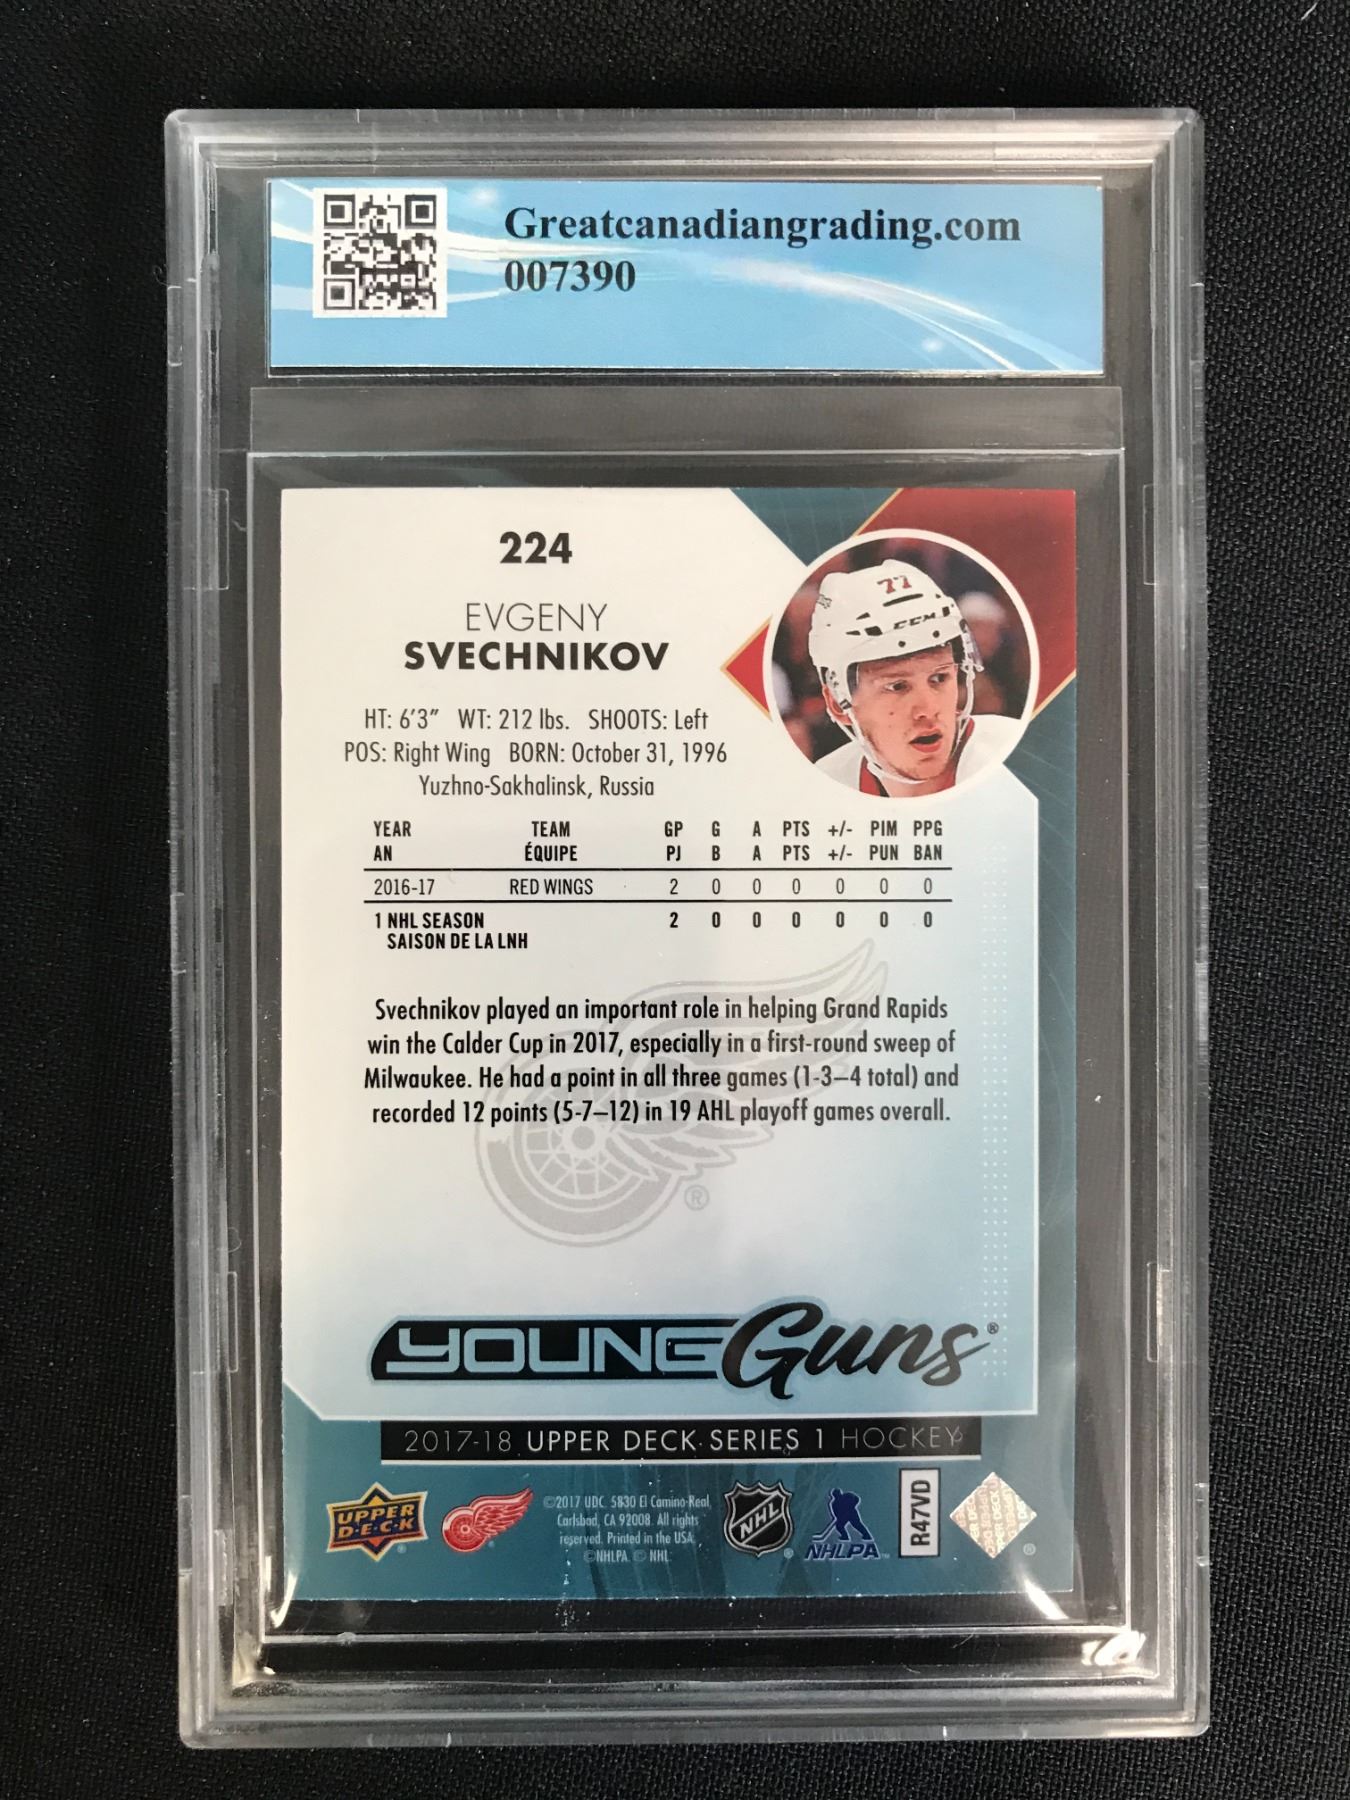 Greatcanadiangrading.com
007390
224
EVGENY
SVECHNIKOV
77
CCM
HT: 6'3" WT: 212 lbs. SHOOTS: Left
POS: Right Wing BORN: October 31, 1996
Yuzhno-Sakhalinsk, Russia
YEAR TEAM GP G A PTS +/- PIM PPG
AN ÉQUIPE PJ B A PTS +/- PUN BAN
2016-17 RED WINGS 2 0 0 0 0 0 0
1 NHL SEASON 2 0 0 0 0 0 0
SAISON DE LA LNH
Svechnikov played an important role in helping Grand Rapids
win the Calder Cup in 2017, especially in a first-round sweep of
Milwaukee. He had a point in all three games (1-3–4 total) and
recorded 12 points (5-7–12) in 19 AHL playoff games overall.
®
YOUNG Guns®
2017-18 UPPER DECK SERIES 1 HOCKEY
UPPER
D·E·C·K
©2017 UDC. 5830 El Camino Real,
Carlsbad, CA 92008. All rights
reserved. Printed in the USA.
©NHLPA. © NHL.
NHL
NHLPA
R47VD